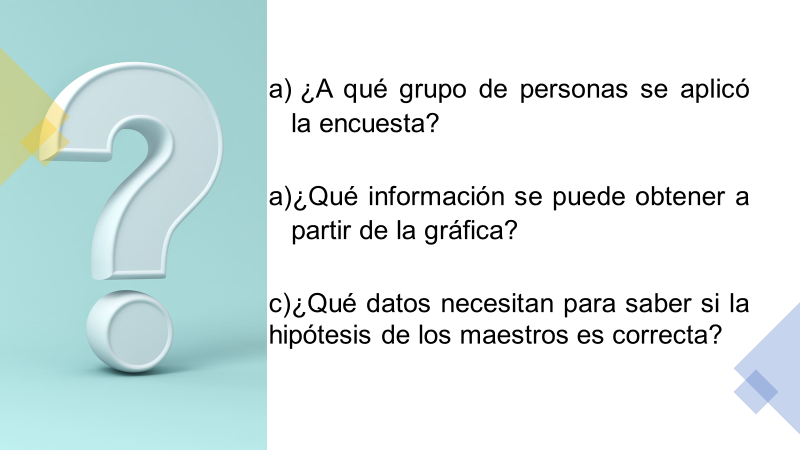 a) ¿A qué grupo de personas se aplicó
la encuesta?
a)¿Qué información se puede obtener a
partir de la gráfica?
c)¿Qué datos necesitan para saber si la
hipótesis de los maestros es correcta?